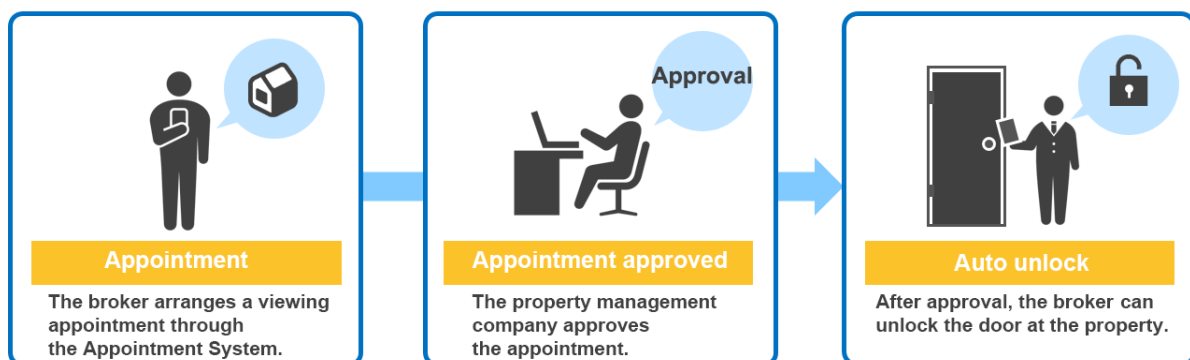 Appointment
The broker arranges a viewing
appointment through
the Appointment System.
Approval
Appointment approved
The property management
company approves
the appointment.
Auto unlock
After approval, the broker can
unlock the door at the property.